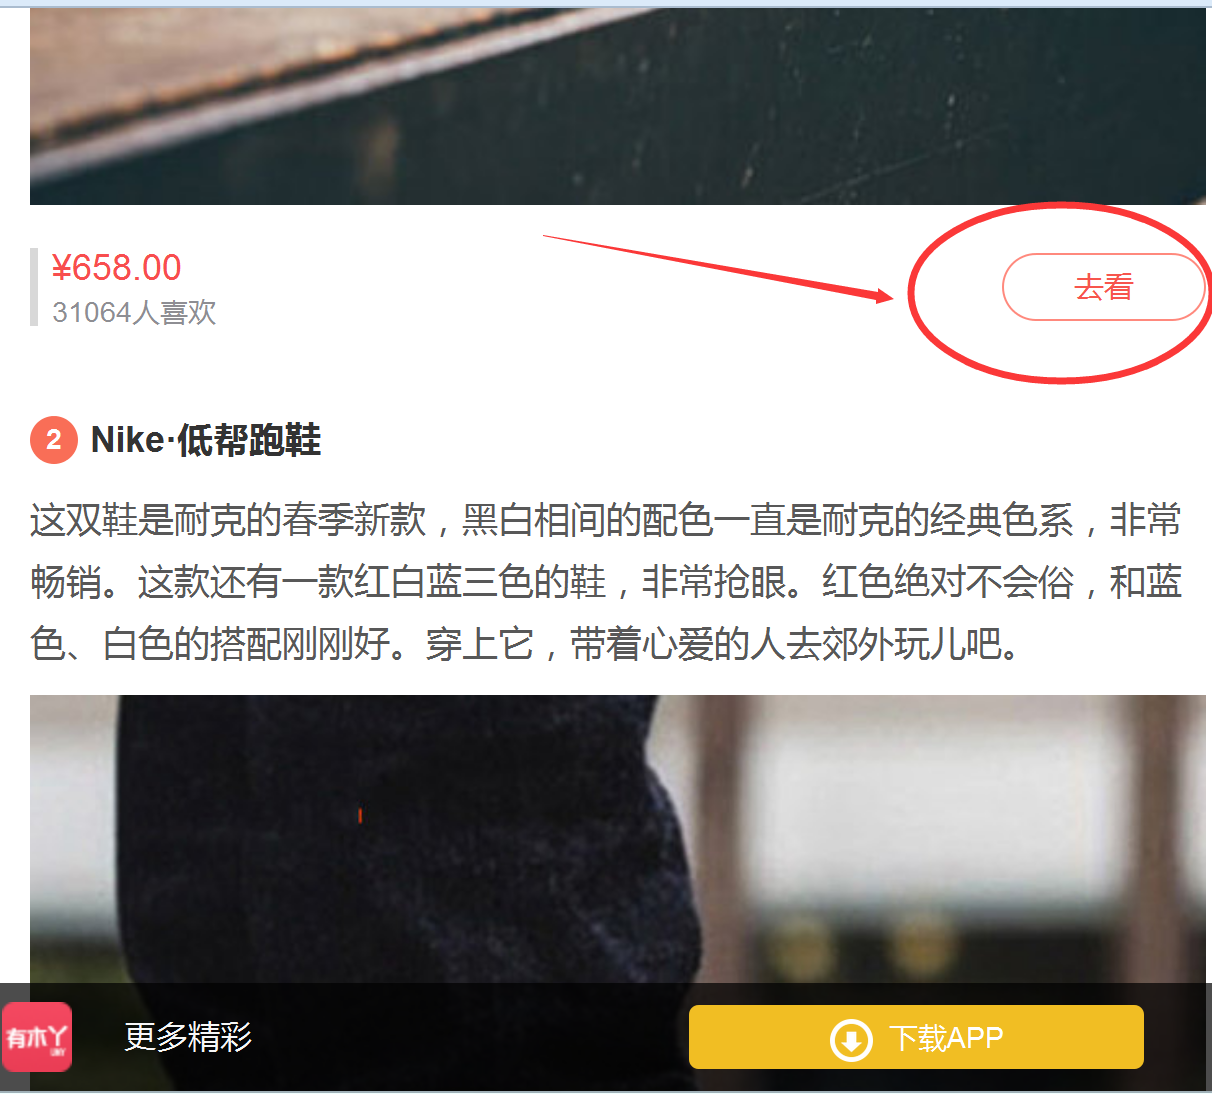 ¥658.00
31064人喜欢
去看
2 Nike·低帮跑鞋
这双鞋是耐克的春季新款，黑白相间的配色一直是耐克的经典色系，非常
畅销。这款还有一款红白蓝三色的鞋，非常抢眼。红色绝对不会俗，和蓝
色、白色的搭配刚刚好。穿上它，带着心爱的人去郊外玩儿吧。
有木丫
更多精彩
下载APP